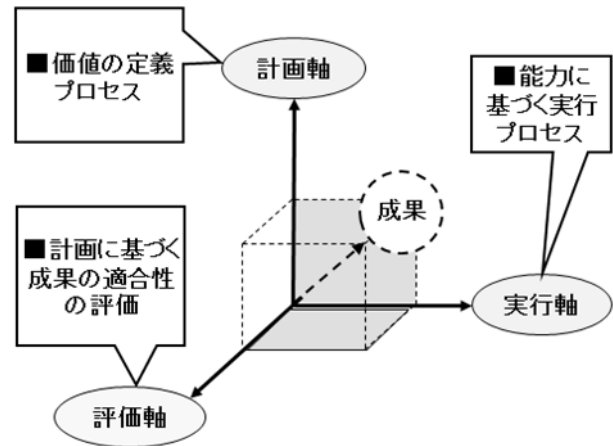 ■価値の定義
プロセス
計画軸
■能力に
基づく実行
プロセス
成果
■計画に基づく
成果の適合性
の評価
実行軸
評価軸